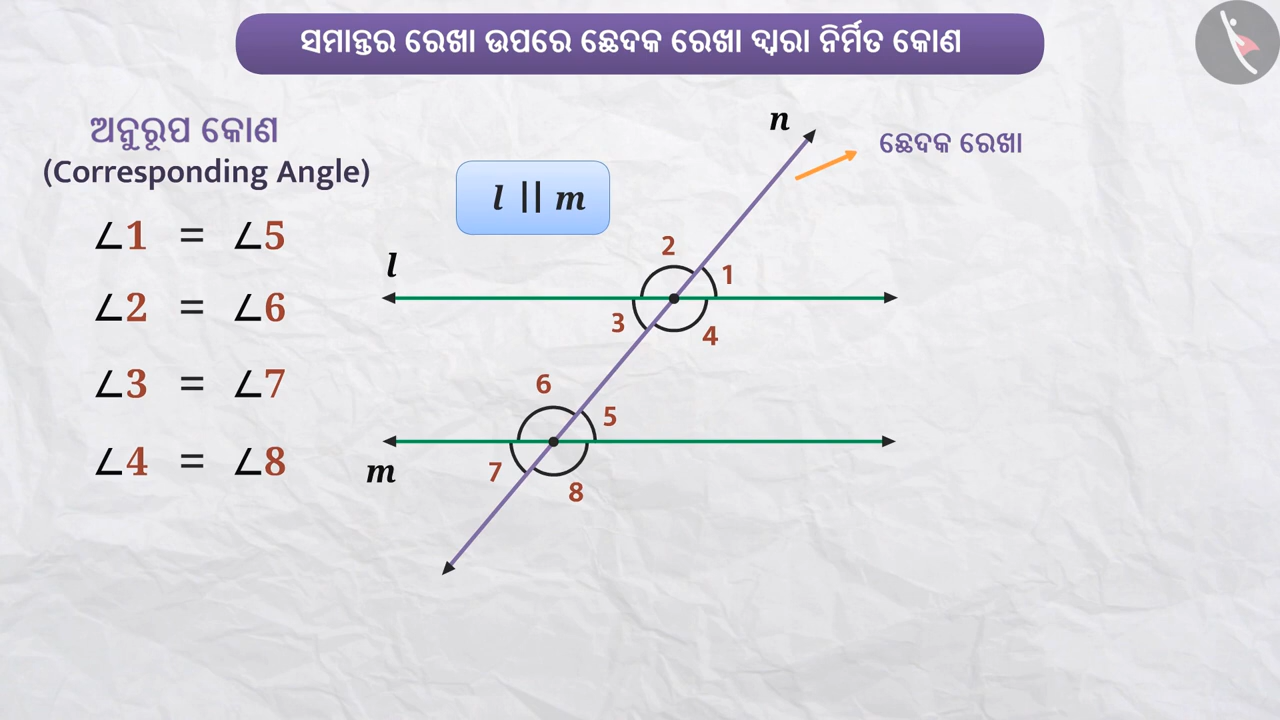 ସମାନ୍ତର ରେଖା ଉପରେ ଛେଦକ ରେଖା ଦ୍ୱାରା ନିର୍ମିତ କୋଣ
ଅନୁରୂପ କୋଣ
(Corresponding Angle)
∠1 = ∠5
∠2 = ∠6
∠3 = ∠7
∠4 = ∠8
l || m
n
ଛେଦକ ରେଖା
l
2
1
3
4
6
5
m
7
8